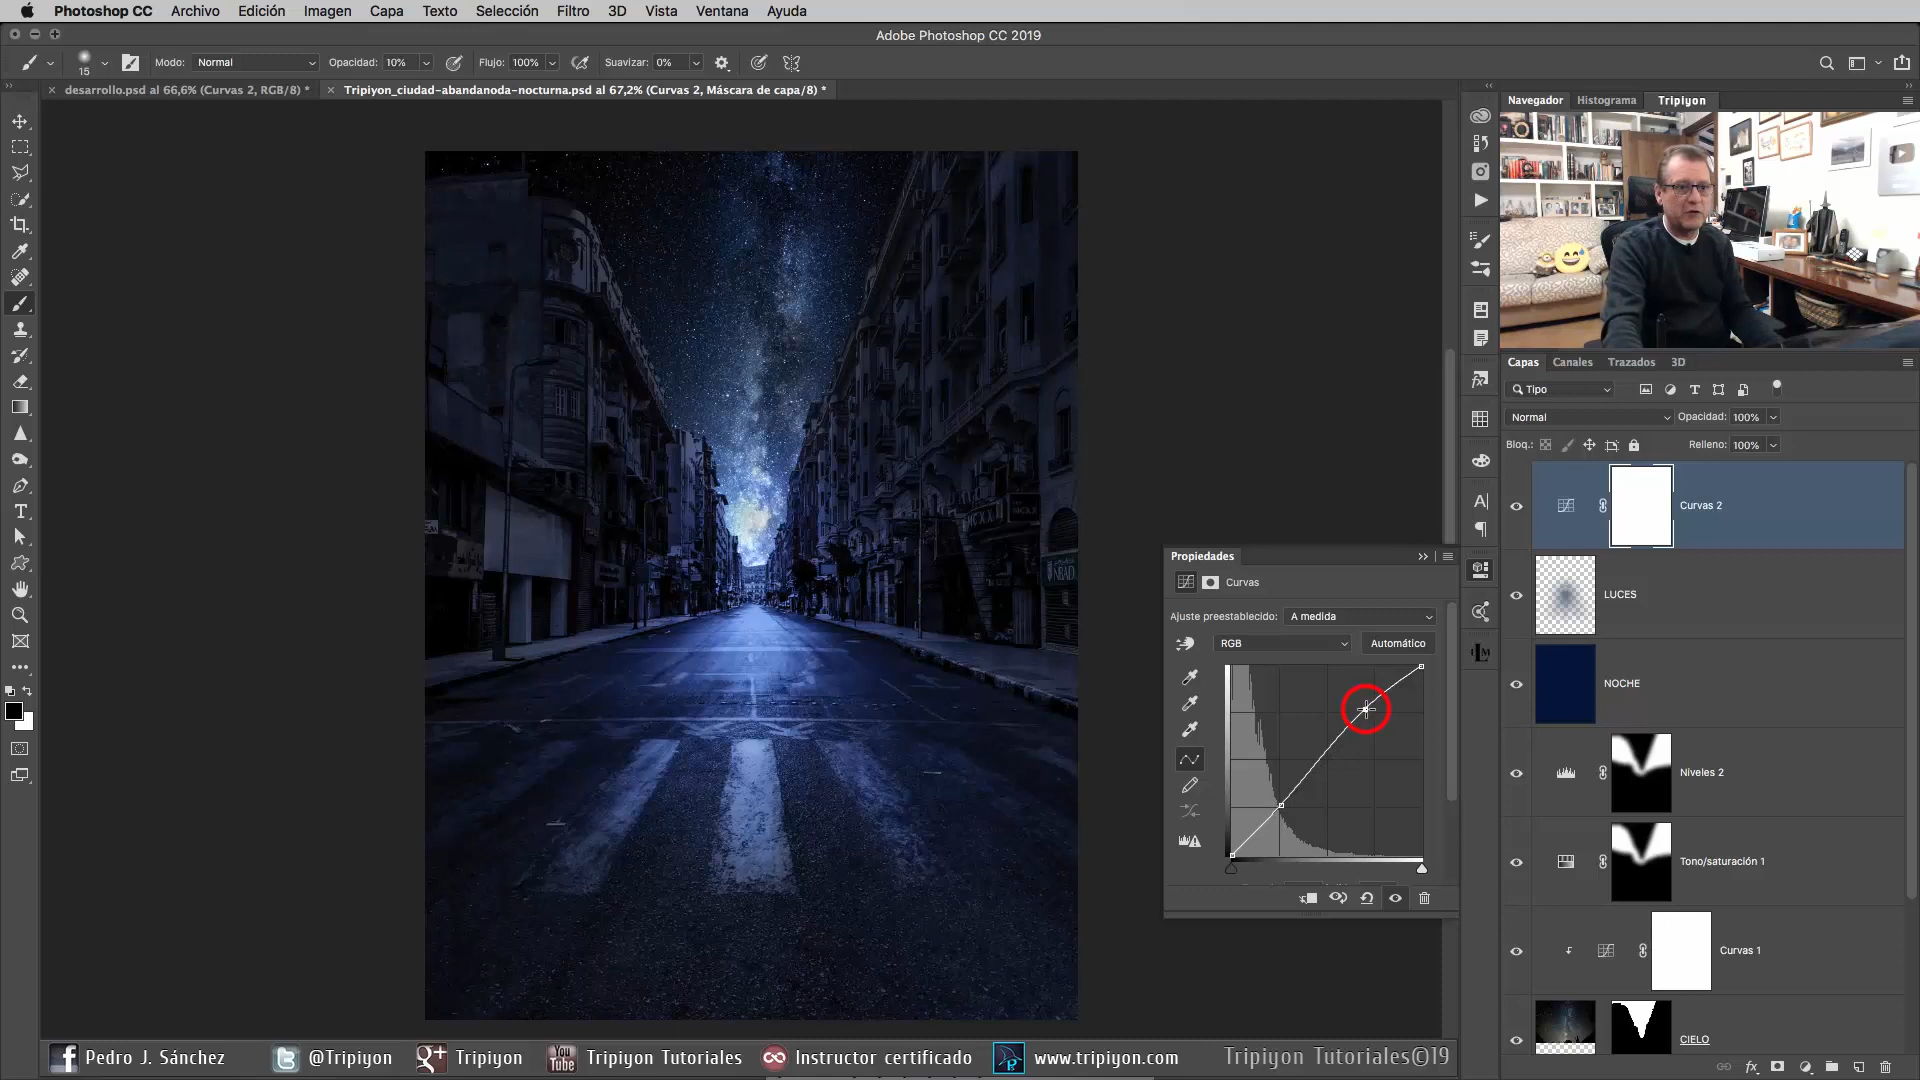 Photoshop CC Archivo Edición Imagen Capa Texto Selección Filtro 3D Vista Ventana Ayuda
Adobe Photoshop CC 2019
15 Modo: Normal Opacidad: 10% Flujo: 100% Suavizar: 0%
desarrollo.psd al 66,6% (Curvas 2, RGB/8) * Tripiyon_ciudad-abandanoda-nocturna.psd al 67,2% (Curvas 2, Máscara de capa/8) *
Navegador Histograma Tripiyon
Capas Canales Trazados 3D
Tipo
Normal Opacidad: 100%
Bloq.: Relleno: 100%
Curvas 2
LUCES
NOCHE
Niveles 2
Tono/saturación 1
Curvas 1
CIELO
Propiedades
Curvas
Ajuste preestablecido: A medida
RGB Automático
Pedro J. Sánchez @Tripiyon Tripiyon Tripiyon Tutoriales Instructor certificado www.tripiyon.com Tripiyon Tutoriales©19